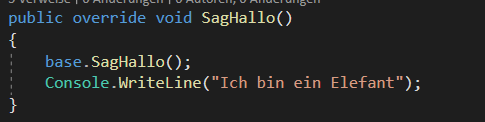 5 Verweise | 0 Änderungen | 0 Autoren, 0 Änderungen
public override void SagHallo()
{
    base.SagHallo();
    Console.WriteLine("Ich bin ein Elefant");
}